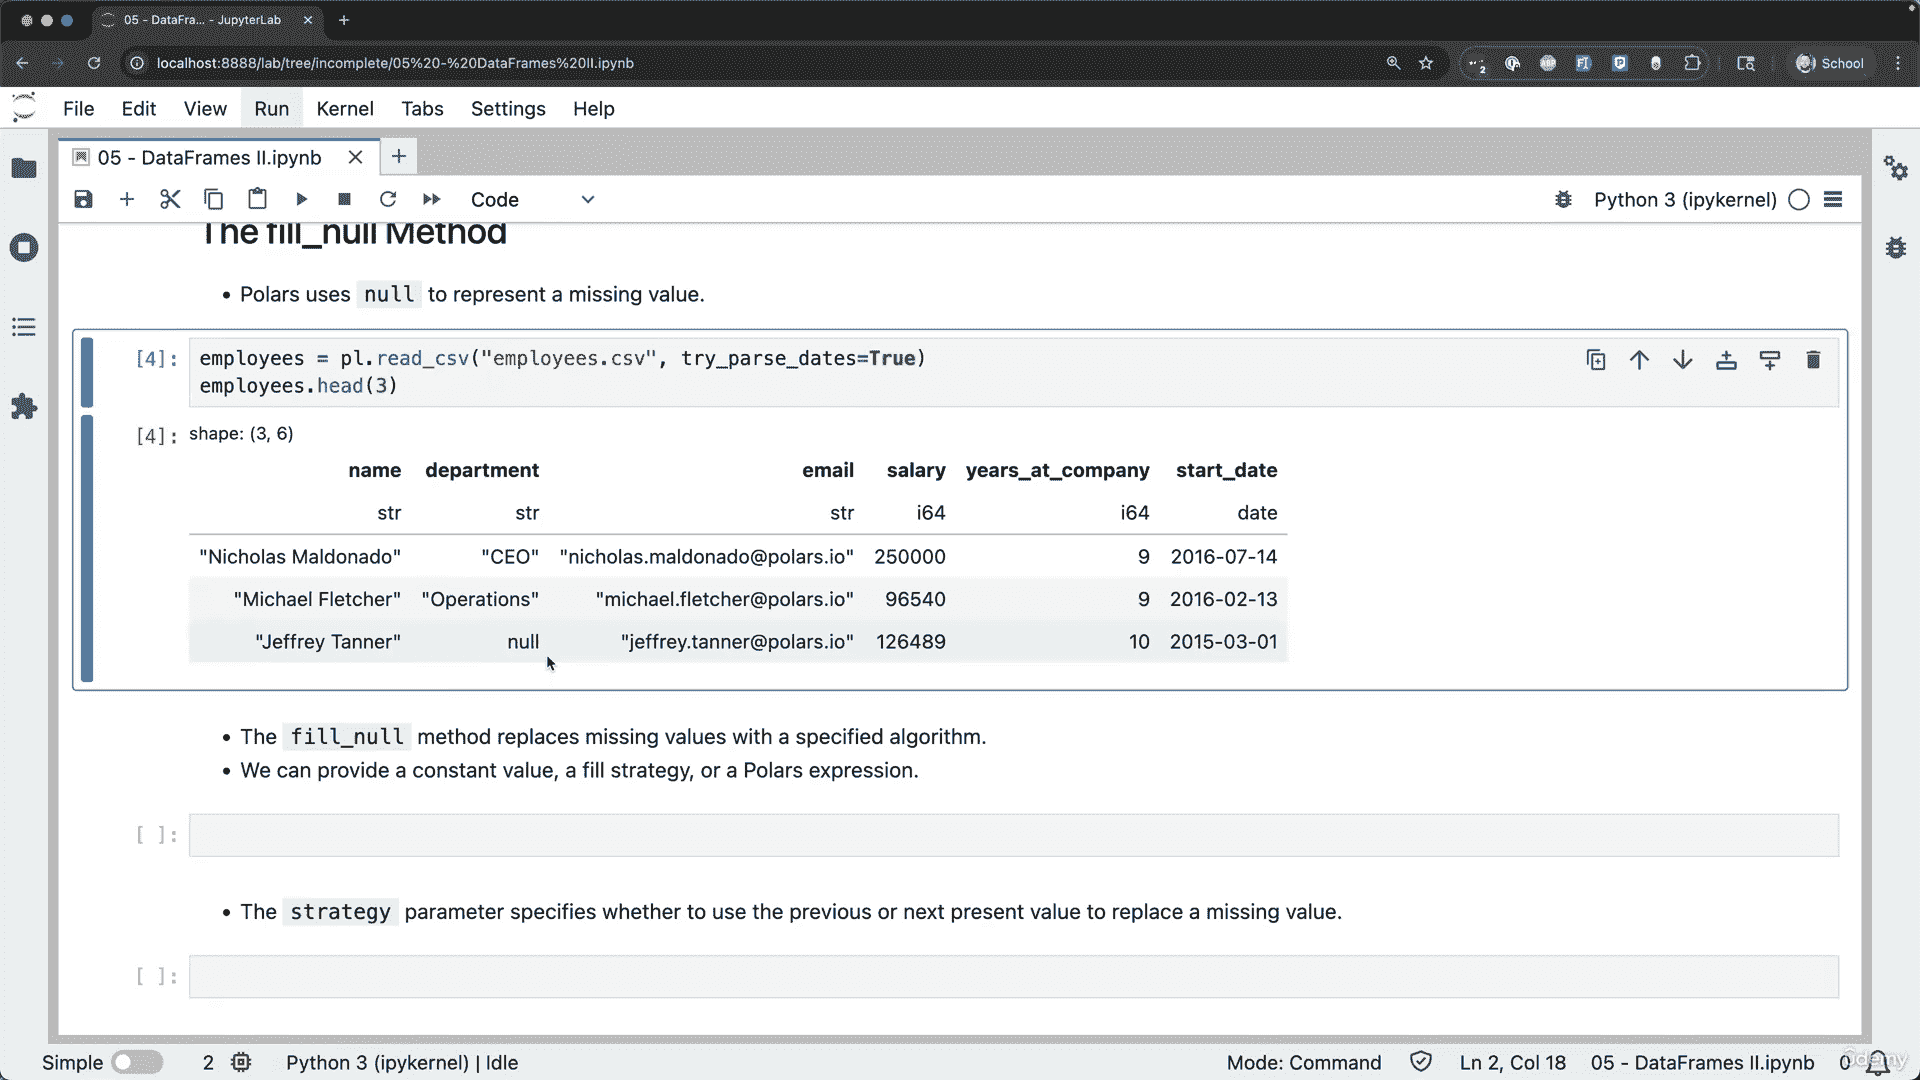 05 - DataFra... - JupyterLab
localhost:8888/lab/tree/incomplete/05%20-%20DataFrames%20II.ipynb
2
School
File Edit View Run Kernel Tabs Settings Help
05 - DataFrames II.ipynb
Code
Python 3 (ipykernel)
The fill_null Method
• Polars uses null to represent a missing value.
[4]: employees = pl.read_csv("employees.csv", try_parse_dates=True)
employees.head(3)
[4]: shape: (3, 6)
name department email salary years_at_company start_date
str str str i64 i64 date
"Nicholas Maldonado" "CEO" "nicholas.maldonado@polars.io" 250000 9 2016-07-14
"Michael Fletcher" "Operations" "michael.fletcher@polars.io" 96540 9 2016-02-13
"Jeffrey Tanner" null "jeffrey.tanner@polars.io" 126489 10 2015-03-01
• The fill_null method replaces missing values with a specified algorithm.
• We can provide a constant value, a fill strategy, or a Polars expression.
[ ]:
• The strategy parameter specifies whether to use the previous or next present value to replace a missing value.
[ ]:
Simple 2 Python 3 (ipykernel) | Idle Mode: Command Ln 2, Col 18 05 - DataFrames II.ipynb 0
Udemy